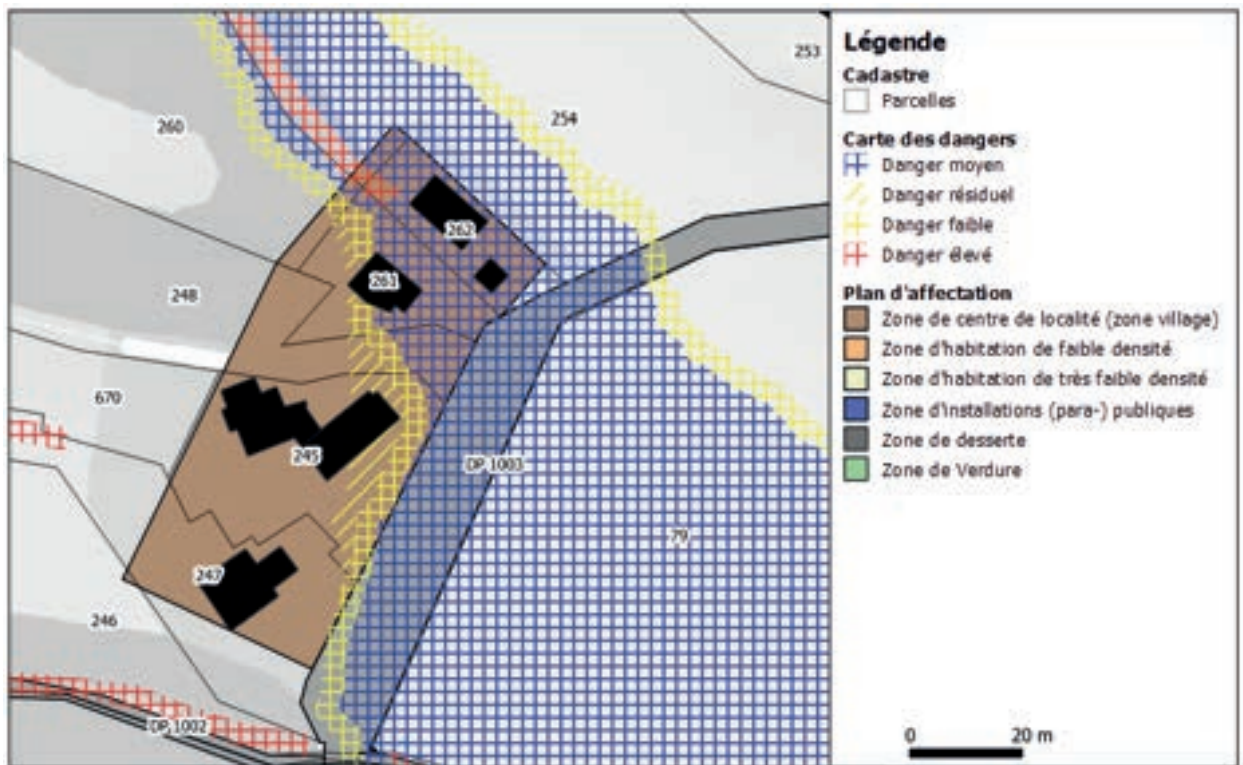 253
254
260
262
261
248
670
245
DP 1003
79
247
246
DP 1002
Légende
Cadastre
Parcelles
Carte des dangers
Danger moyen
Danger résiduel
Danger faible
Danger élevé
Plan d'affectation
Zone de centre de localité (zone village)
Zone d'habitation de faible densité
Zone d'habitation de très faible densité
Zone d'installations (para-) publiques
Zone de desserte
Zone de Verdure
0 20 m